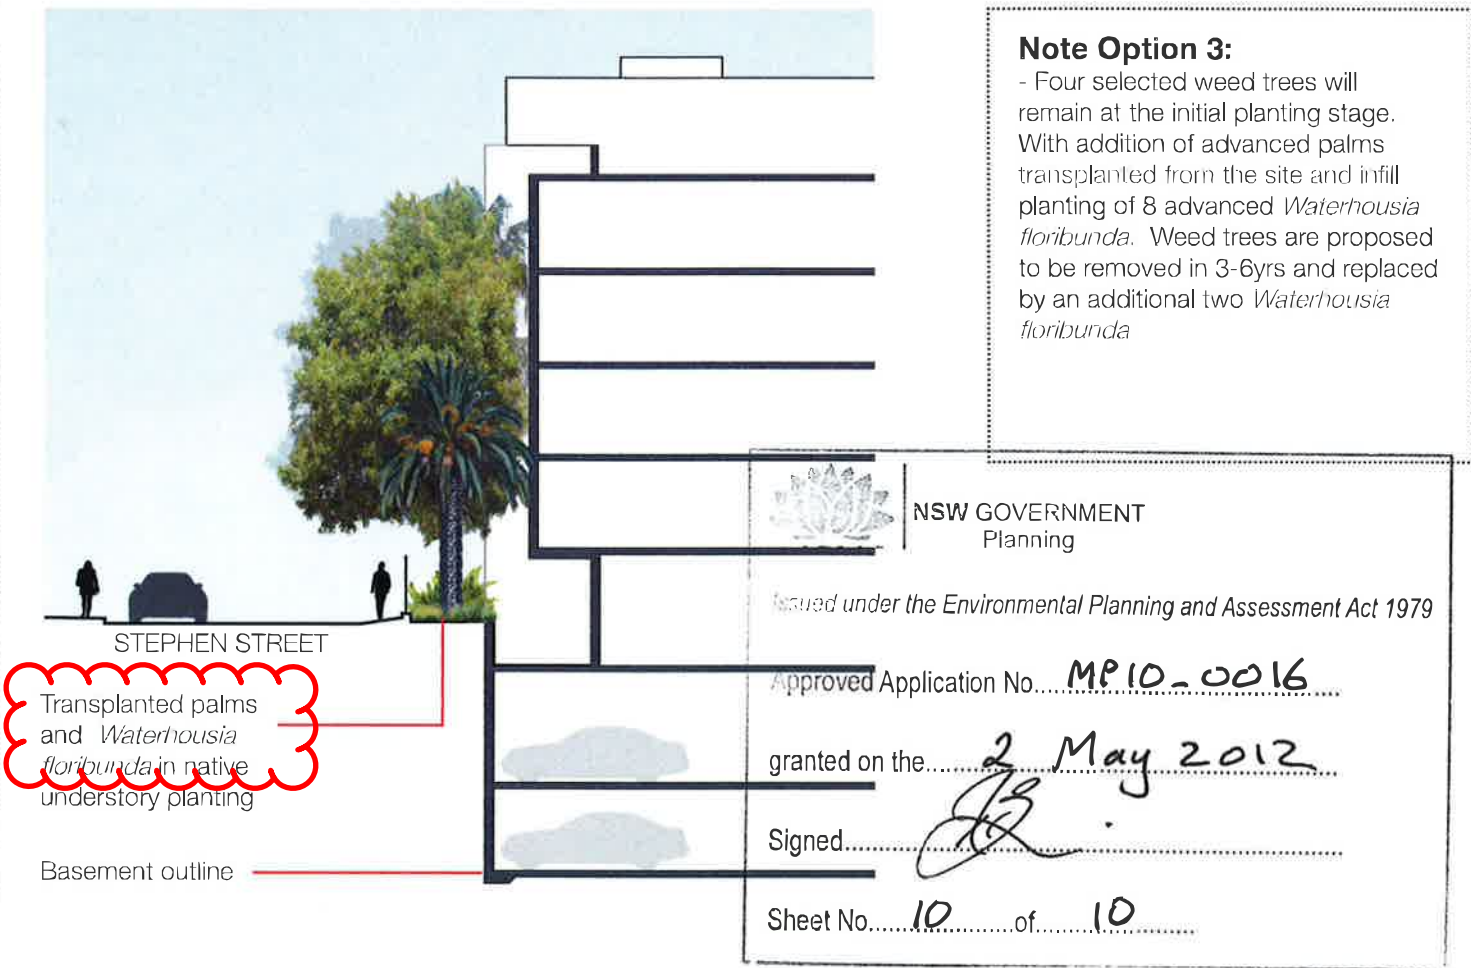 Note Option 3:
- Four selected weed trees will
remain at the initial planting stage.
With addition of advanced palms
transplanted from the site and infill
planting of 8 advanced Waterhousia
floribunda. Weed trees are proposed
to be removed in 3-6yrs and replaced
by an additional two Waterhousia
floribunda
STEPHEN STREET
Transplanted palms
and Waterhousia
floribunda in native
understory planting
Basement outline
NSW GOVERNMENT
Planning
Issued under the Environmental Planning and Assessment Act 1979
Approved Application No.... MP10-0016
granted on the.... 2 May 2012
Signed....
Sheet No.... 10 ....of.... 10